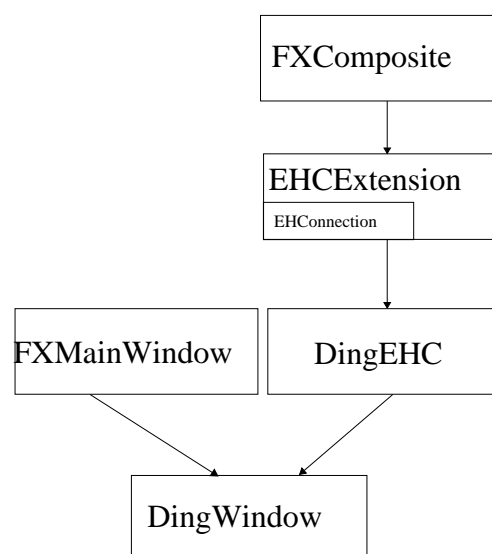 FXComposite
EHCExtension
EHConnection
FXMainWindow
DingEHC
DingWindow